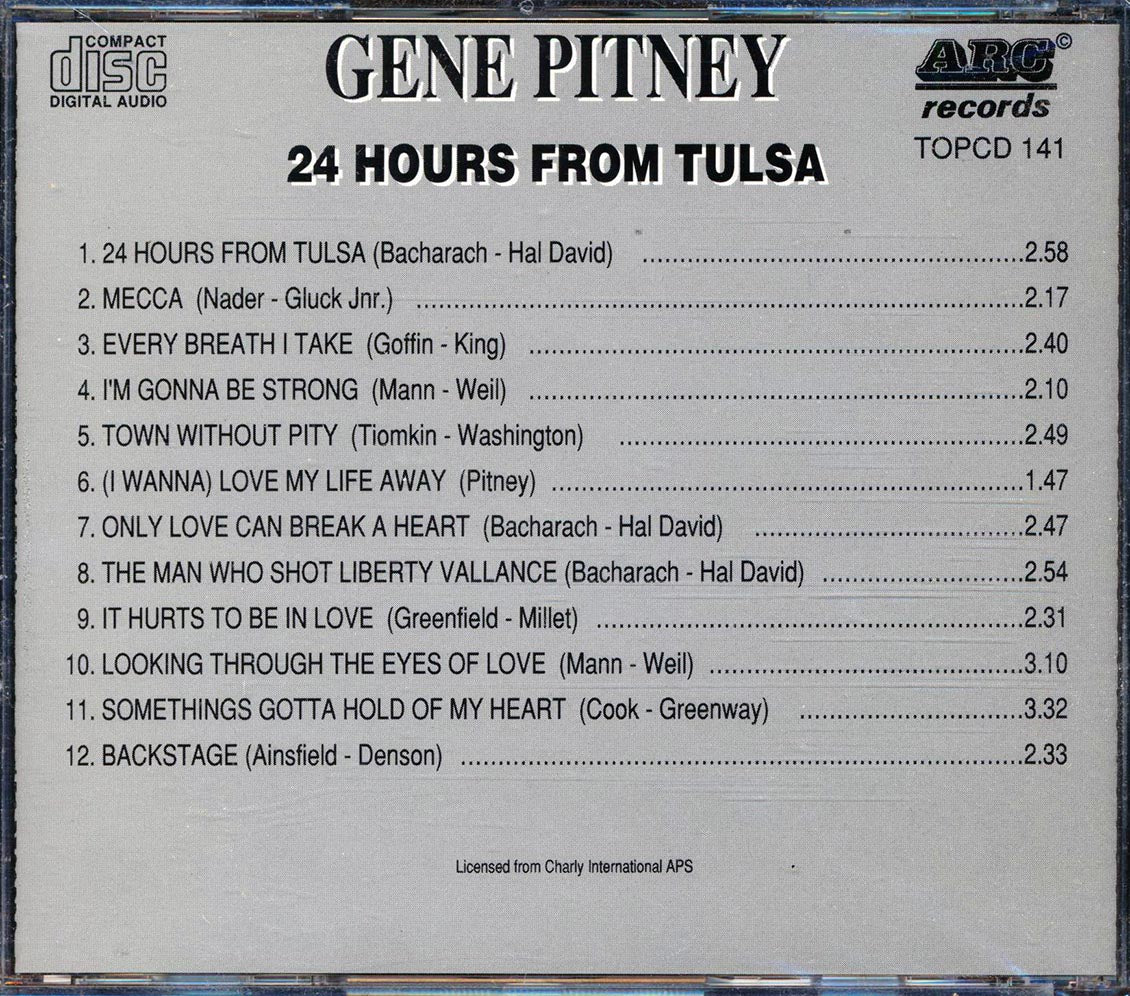 COMPACT
disc
DIGITAL AUDIO
GENE PITNEY
ARC©
records
TOPCD 141
24 HOURS FROM TULSA
1. 24 HOURS FROM TULSA (Bacharach - Hal David) ....................2.58
2. MECCA (Nader - Gluck Jnr.) ....................2.17
3. EVERY BREATH I TAKE (Goffin - King) ....................2.40
4. I'M GONNA BE STRONG (Mann - Weil) ....................2.10
5. TOWN WITHOUT PITY (Tiomkin - Washington) ....................2.49
6. (I WANNA) LOVE MY LIFE AWAY (Pitney) ....................1.47
7. ONLY LOVE CAN BREAK A HEART (Bacharach - Hal David) ....................2.47
8. THE MAN WHO SHOT LIBERTY VALLANCE (Bacharach - Hal David) ....................2.54
9. IT HURTS TO BE IN LOVE (Greenfield - Millet) ....................2.31
10. LOOKING THROUGH THE EYES OF LOVE (Mann - Weil) ....................3.10
11. SOMETHINGS GOTTA HOLD OF MY HEART (Cook - Greenway) ....................3.32
12. BACKSTAGE (Ainsfield - Denson) ....................2.33
Licensed from Charly International APS